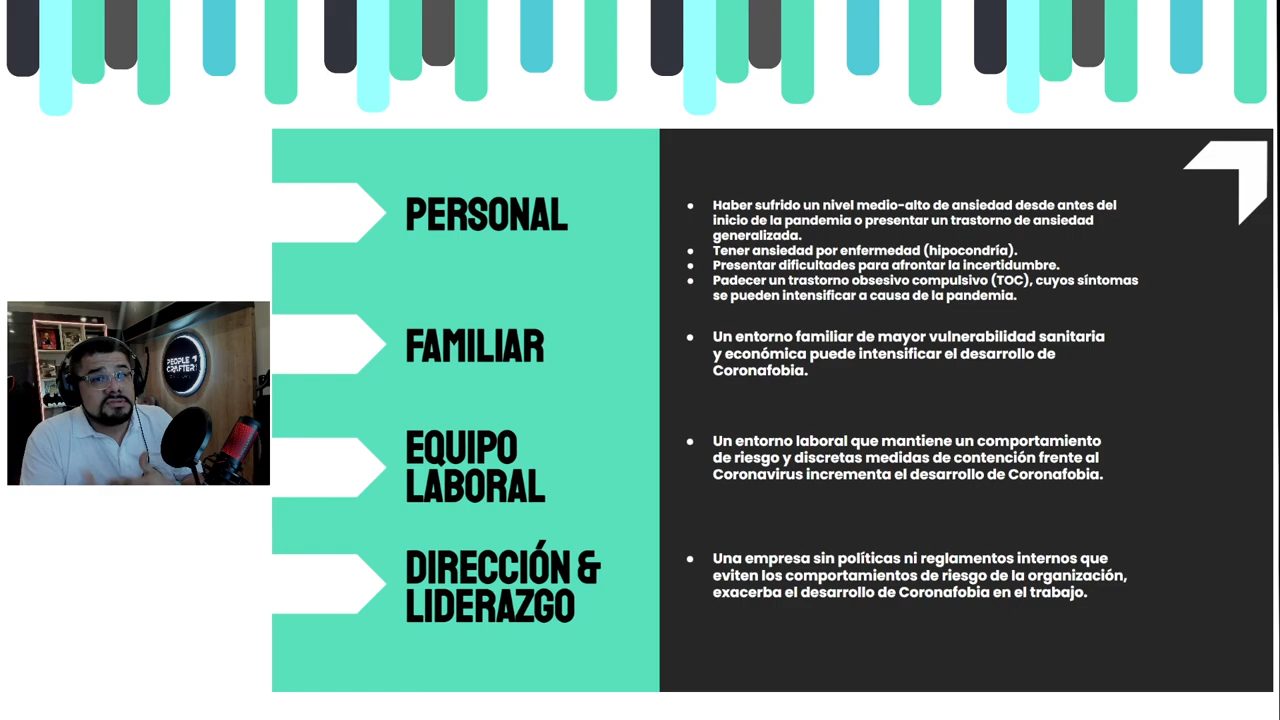 PERSONAL
Haber sufrido un nivel medio-alto de ansiedad desde antes del
inicio de la pandemia o presentar un trastorno de ansiedad
generalizada.
Tener ansiedad por enfermedad (hipocondría).
Presentar dificultades para afrontar la incertidumbre.
Padecer un trastorno obsesivo compulsivo (TOC), cuyos síntomas
se pueden intensificar a causa de la pandemia.
FAMILIAR
Un entorno familiar de mayor vulnerabilidad sanitaria
y económica puede intensificar el desarrollo de
Coronafobia.
EQUIPO
LABORAL
Un entorno laboral que mantiene un comportamiento
de riesgo y discretas medidas de contención frente al
Coronavirus incrementa el desarrollo de Coronafobia.
DIRECCIÓN &
LIDERAZGO
Una empresa sin políticas ni reglamentos internos que
eviten los comportamientos de riesgo de la organización,
exacerba el desarrollo de Coronafobia en el trabajo.
PEOPLE
CRAFTER